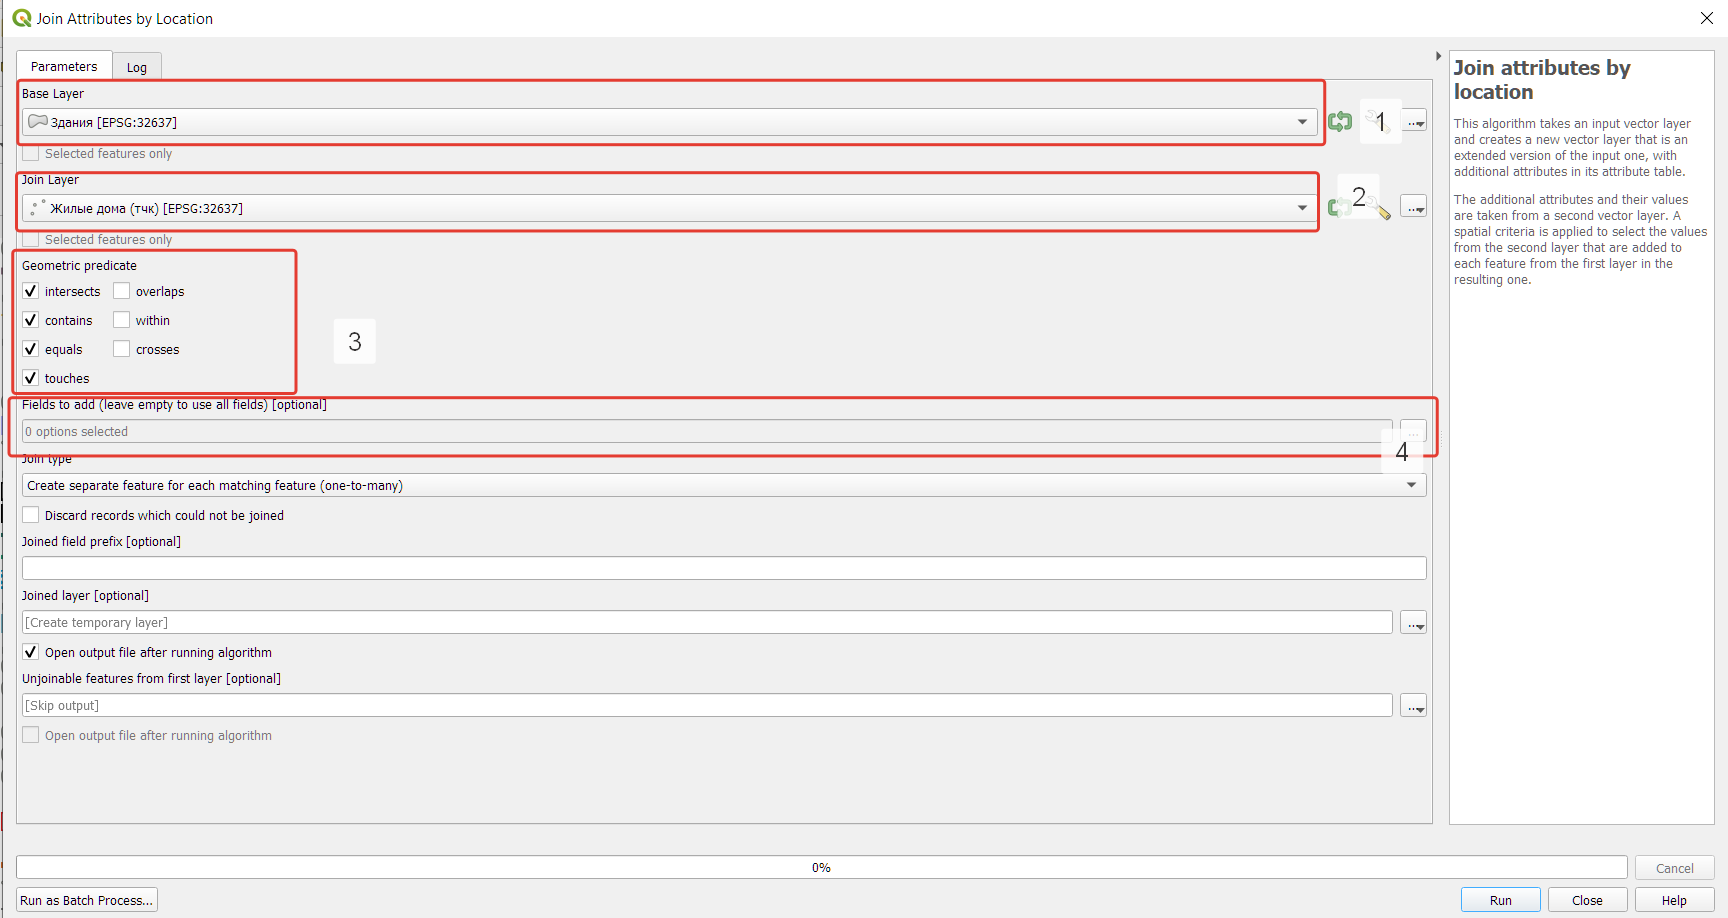 Join Attributes by Location
Parameters
Log
Base Layer
Здания [EPSG:32637]
1
...
Selected features only
Join Layer
Жилые дома (тчк) [EPSG:32637]
2
...
Selected features only
Geometric predicate
intersects
overlaps
contains
within
equals
crosses
touches
3
Fields to add (leave empty to use all fields) [optional]
0 options selected
...
4
Join type
Create separate feature for each matching feature (one-to-many)
Discard records which could not be joined
Joined field prefix [optional]
Joined layer [optional]
[Create temporary layer]
...
Open output file after running algorithm
Unjoinable features from first layer [optional]
[Skip output]
...
Open output file after running algorithm
Join attributes by
location
This algorithm takes an input vector layer
and creates a new vector layer that is an
extended version of the input one, with
additional attributes in its attribute table.
The additional attributes and their values
are taken from a second vector layer. A
spatial criteria is applied to select the values
from the second layer that are added to
each feature from the first layer in the
resulting one.
0%
Cancel
Run as Batch Process...
Run
Close
Help